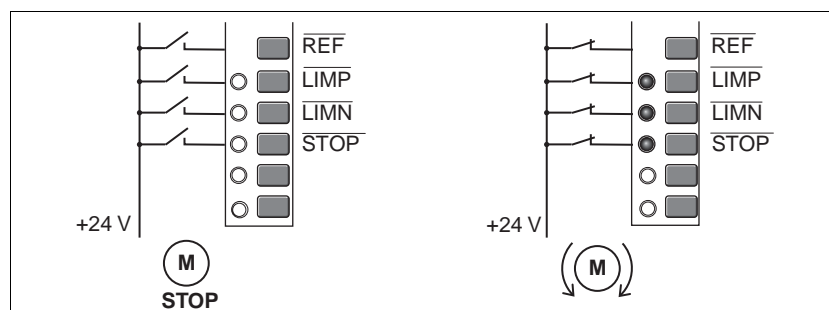 REF
LIMP
LIMN
STOP
+24 V
M
STOP
REF
LIMP
LIMN
STOP
+24 V
M